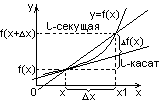 y
y=f(x)
f(x+Δx)
l-секущая
Δf(x)
f(x)
l-касат
0
x
x1
x
Δx